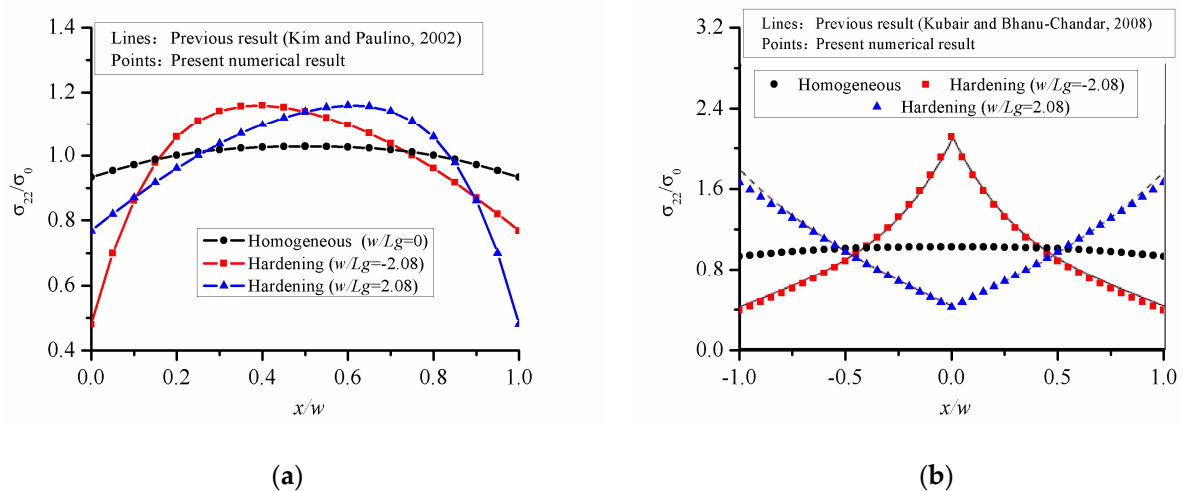 Lines: Previous result (Kim and Paulino, 2002)
Points: Present numerical result
Homogeneous (w/Lg=0)
Hardening (w/Lg=-2.08)
Hardening (w/Lg=2.08)
1.4
1.2
1.0
0.8
0.6
0.4
0.0 0.2 0.4 0.6 0.8 1.0
σ22/σ0
x/w
(a)
Lines: Previous result (Kubair and Bhanu-Chandar, 2008)
Points: Present numerical result
Homogeneous Hardening (w/Lg=-2.08)
Hardening (w/Lg=2.08)
3.2
2.4
1.6
0.8
0.0
-1.0 -0.5 0.0 0.5 1.0
σ22/σ0
x/w
(b)